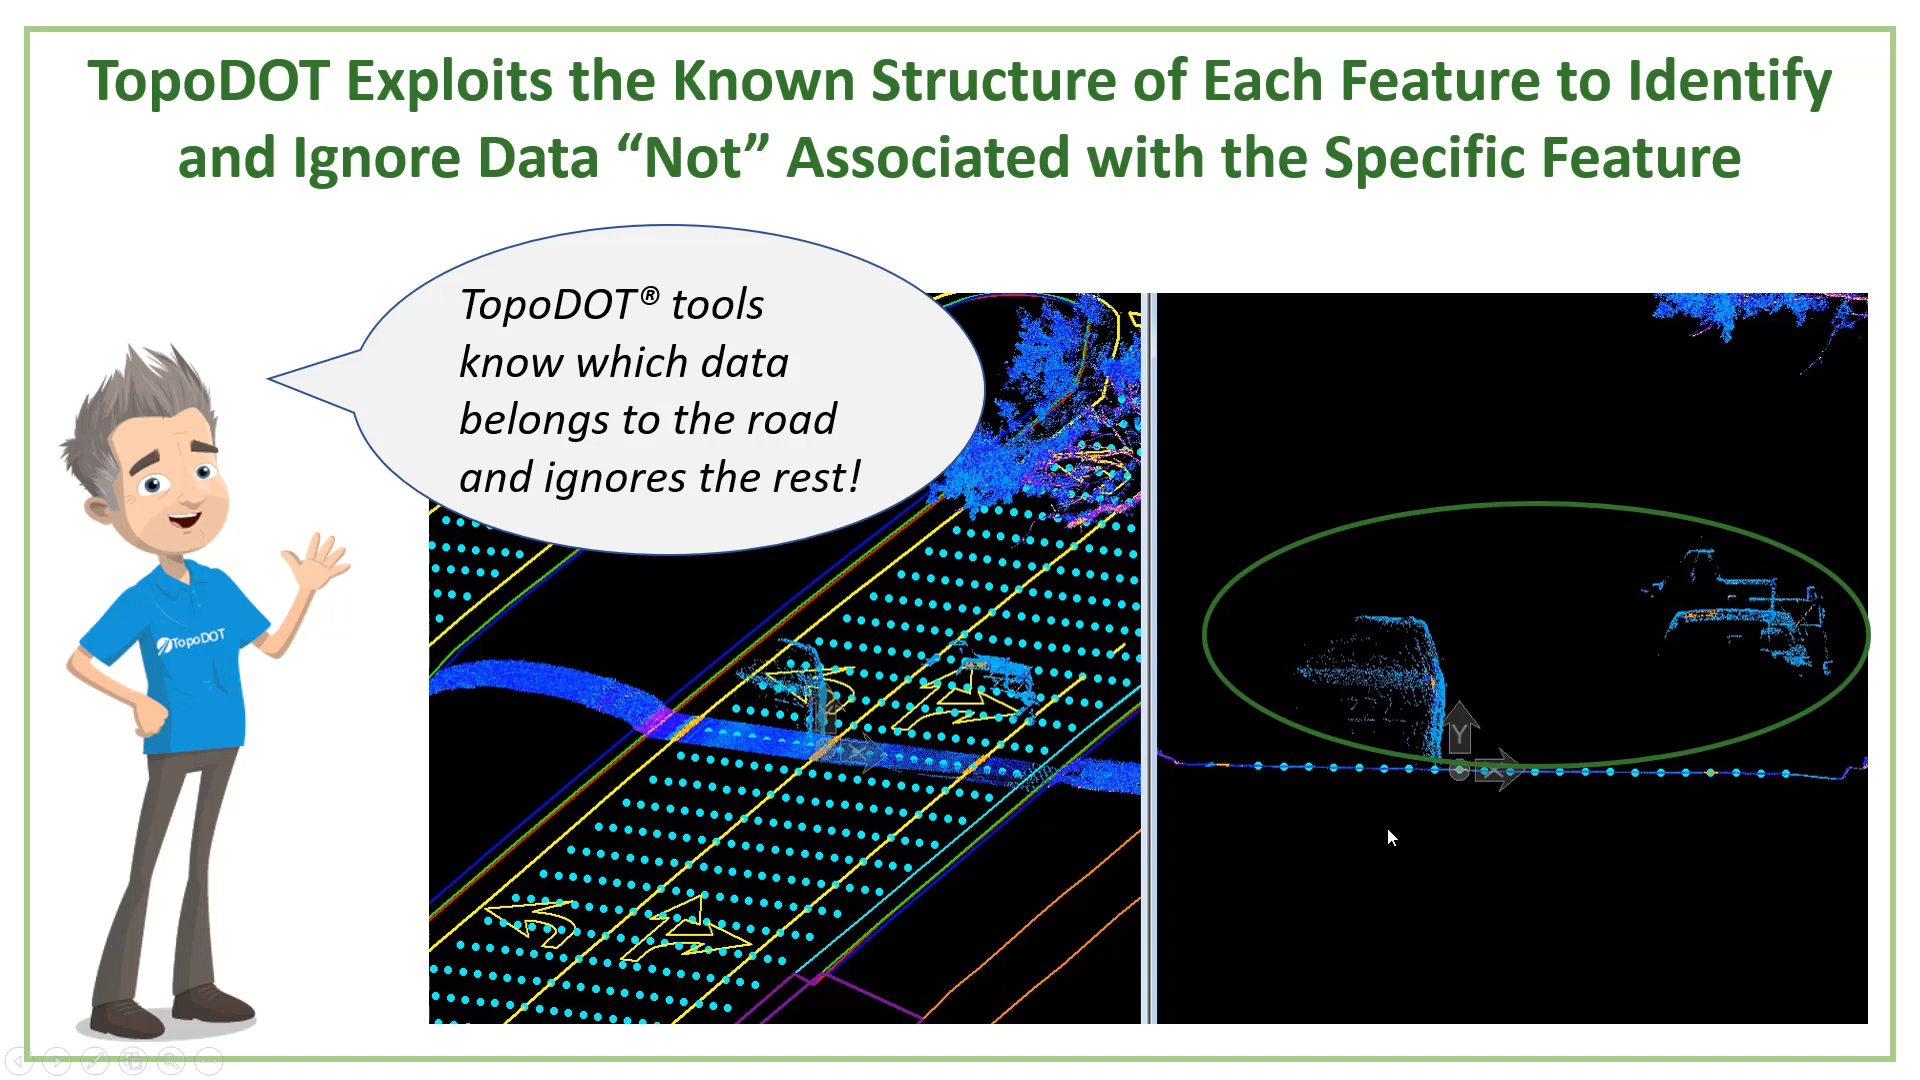 TopoDOT Exploits the Known Structure of Each Feature to Identify
and Ignore Data “Not” Associated with the Specific Feature
TopoDOT® tools
know which data
belongs to the road
and ignores the rest!
TopoDOT
X
Y
X